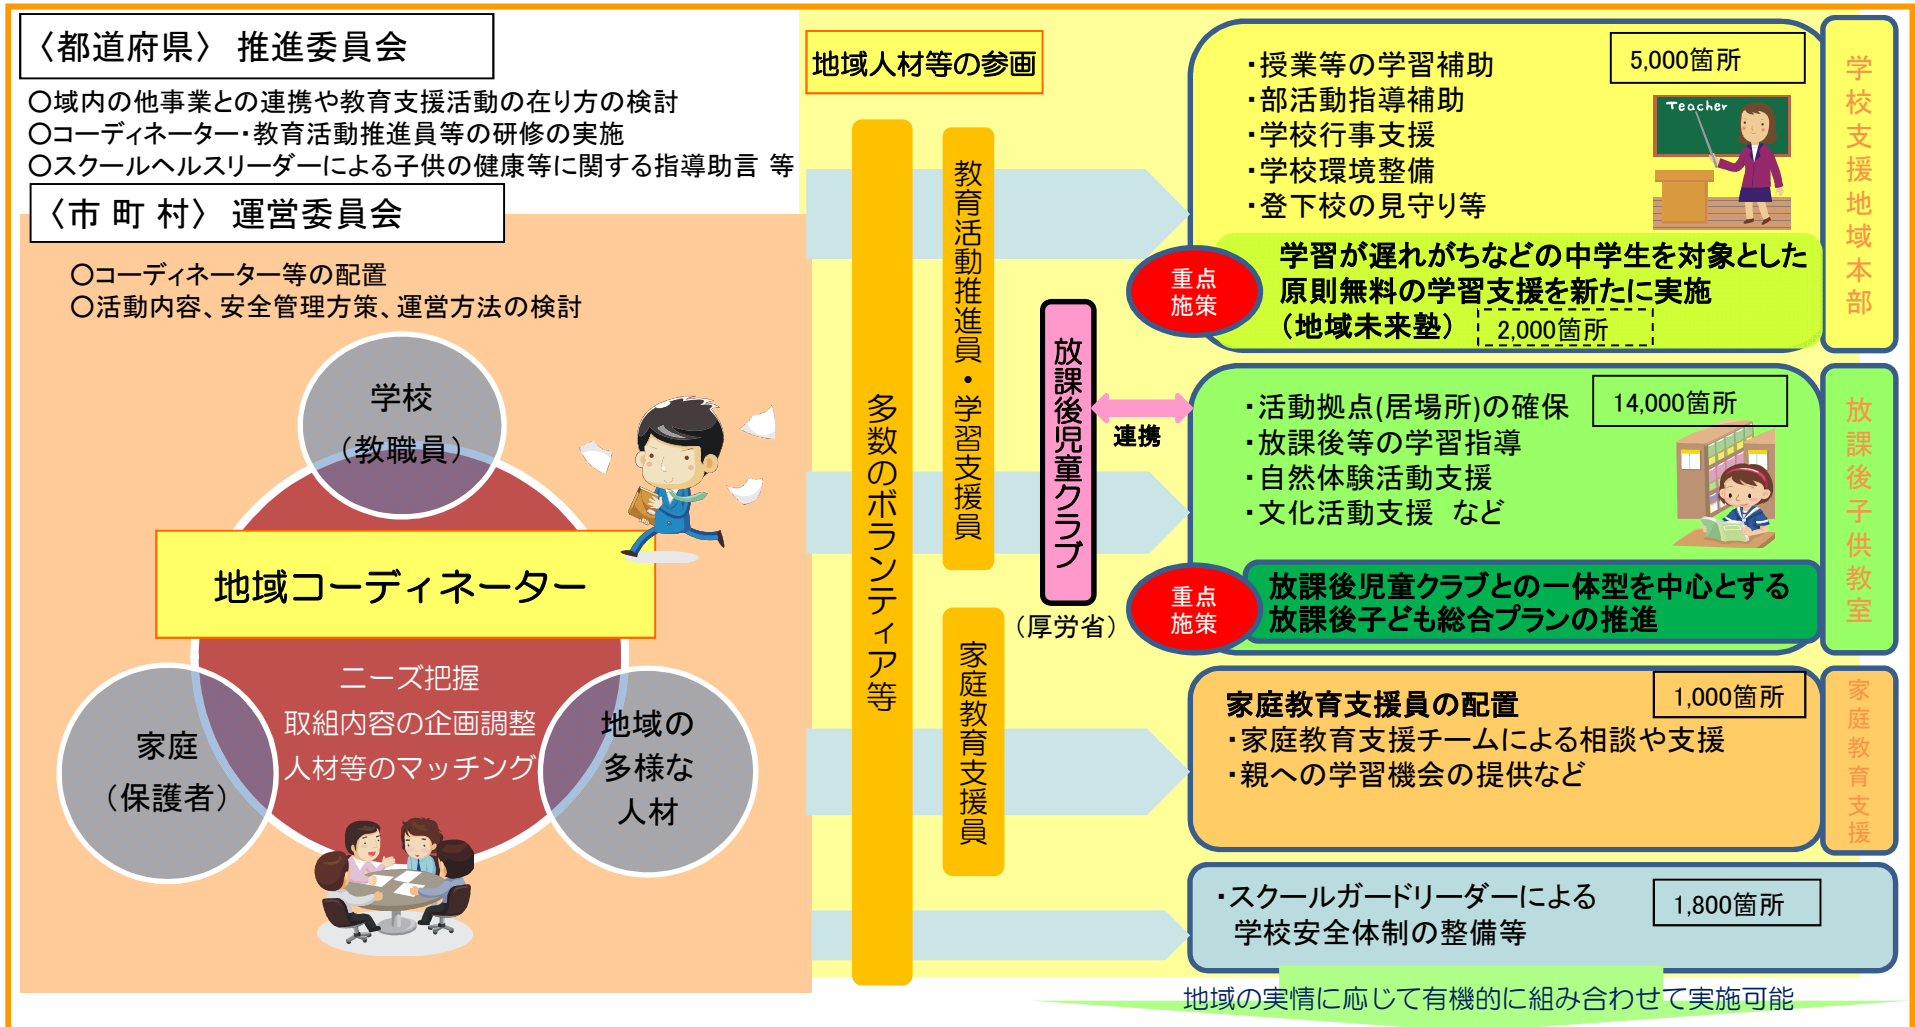 〈都道府県〉 推進委員会
○域内の他事業との連携や教育支援活動の在り方の検討
○コーディネーター・教育活動推進員等の研修の実施
○スクールヘルスリーダーによる子供の健康等に関する指導助言 等
〈市 町 村〉 運営委員会
○コーディネーター等の配置
○活動内容、安全管理方策、運営方法の検討
学校
（教職員）
地域コーディネーター
ニーズ把握
取組内容の企画調整
人材等のマッチング
家庭
（保護者）
地域の
多様な
人材
地域人材等の参画
多数のボランティア等
教育活動推進員・学習支援員
家庭教育支援員
放課後児童クラブ
（厚労省）
連携
・授業等の学習補助
・部活動指導補助
・学校行事支援
・学校環境整備
・登下校の見守り等
5,000箇所
Teacher
重点
施策
学習が遅れがちなどの中学生を対象とした
原則無料の学習支援を新たに実施
（地域未来塾）
2,000箇所
学校支援地域本部
・活動拠点(居場所)の確保
・放課後等の学習指導
・自然体験活動支援
・文化活動支援 など
14,000箇所
重点
施策
放課後児童クラブとの一体型を中心とする
放課後子ども総合プランの推進
放課後子供教室
家庭教育支援員の配置
・家庭教育支援チームによる相談や支援
・親への学習機会の提供など
1,000箇所
家庭教育支援
・スクールガードリーダーによる
学校安全体制の整備等
1,800箇所
地域の実情に応じて有機的に組み合わせて実施可能